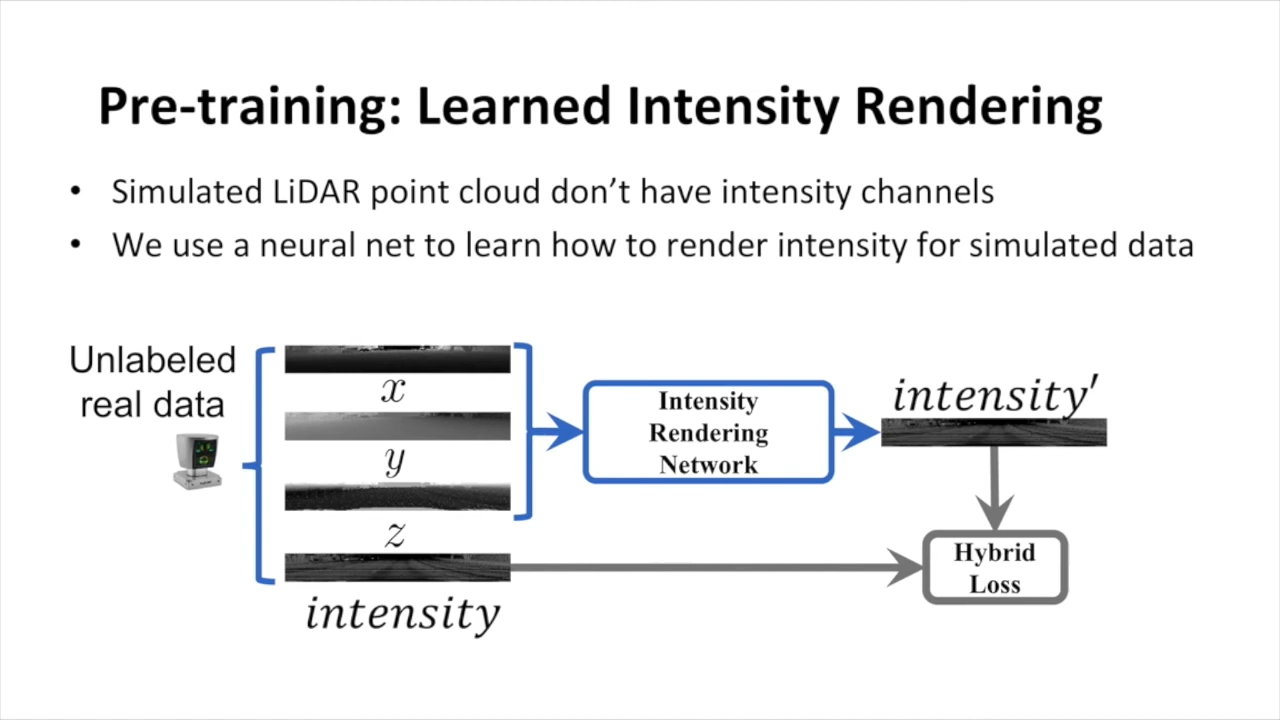 Pre-training: Learned Intensity Rendering
• Simulated LiDAR point cloud don't have intensity channels
• We use a neural net to learn how to render intensity for simulated data
Unlabeled
real data
x
y
z
intensity
Intensity
Rendering
Network
intensity′
Hybrid
Loss